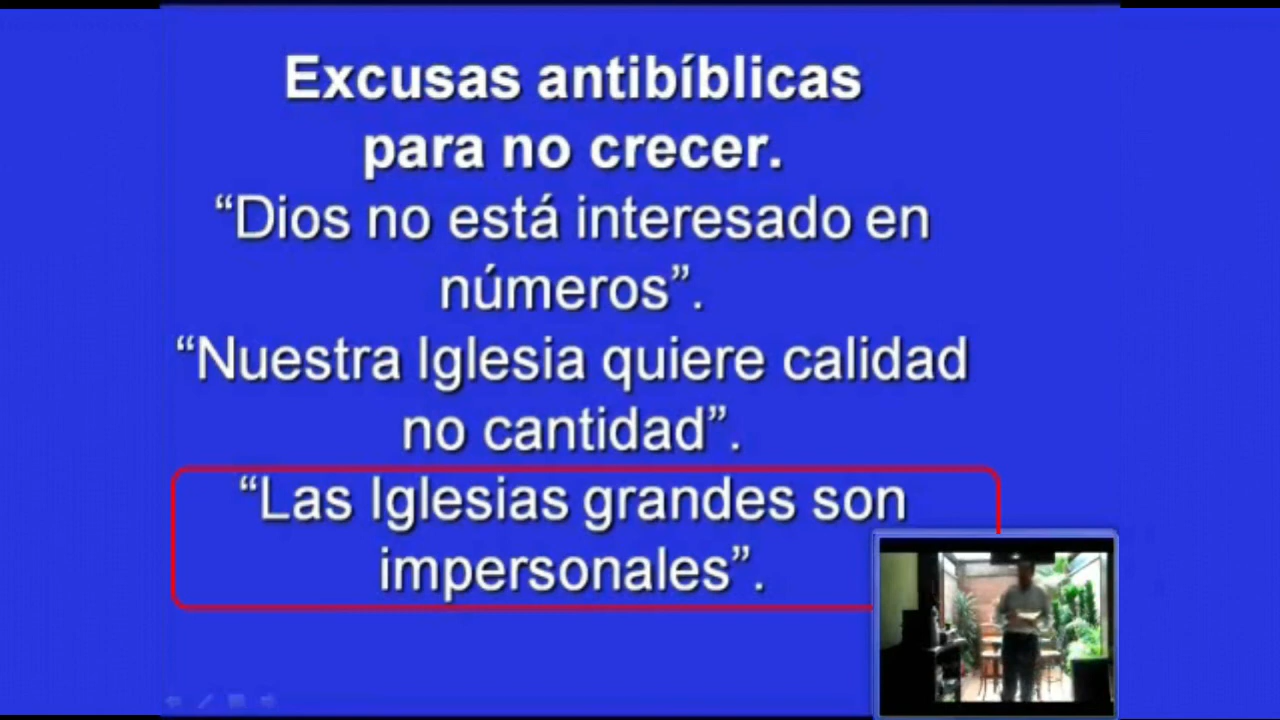 Excusas antibíblicas
para no crecer.
“Dios no está interesado en
números”.
“Nuestra Iglesia quiere calidad
no cantidad”.
“Las Iglesias grandes son
impersonales”.